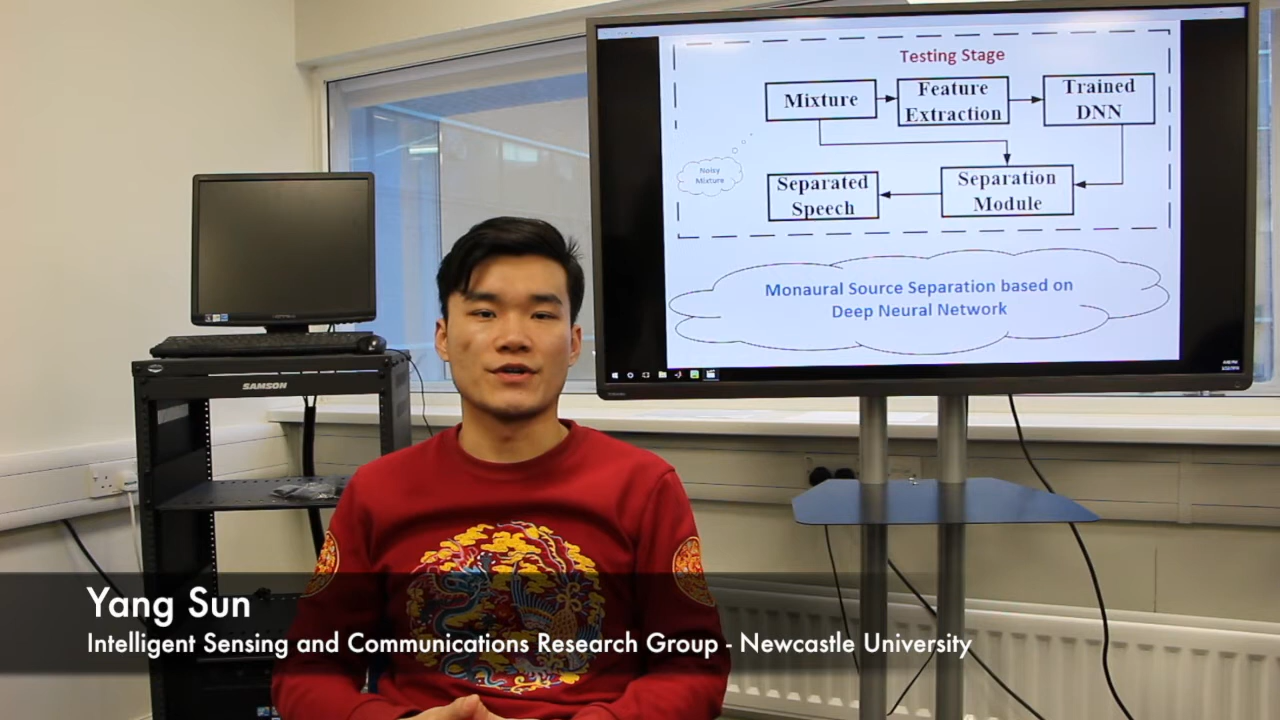 Testing Stage
Mixture
Feature
Extraction
Trained
DNN
Noisy
Mixture
Separated
Speech
Separation
Module
Monaural Source Separation based on
Deep Neural Network
SAMSON
Yang Sun
Intelligent Sensing and Communications Research Group - Newcastle University